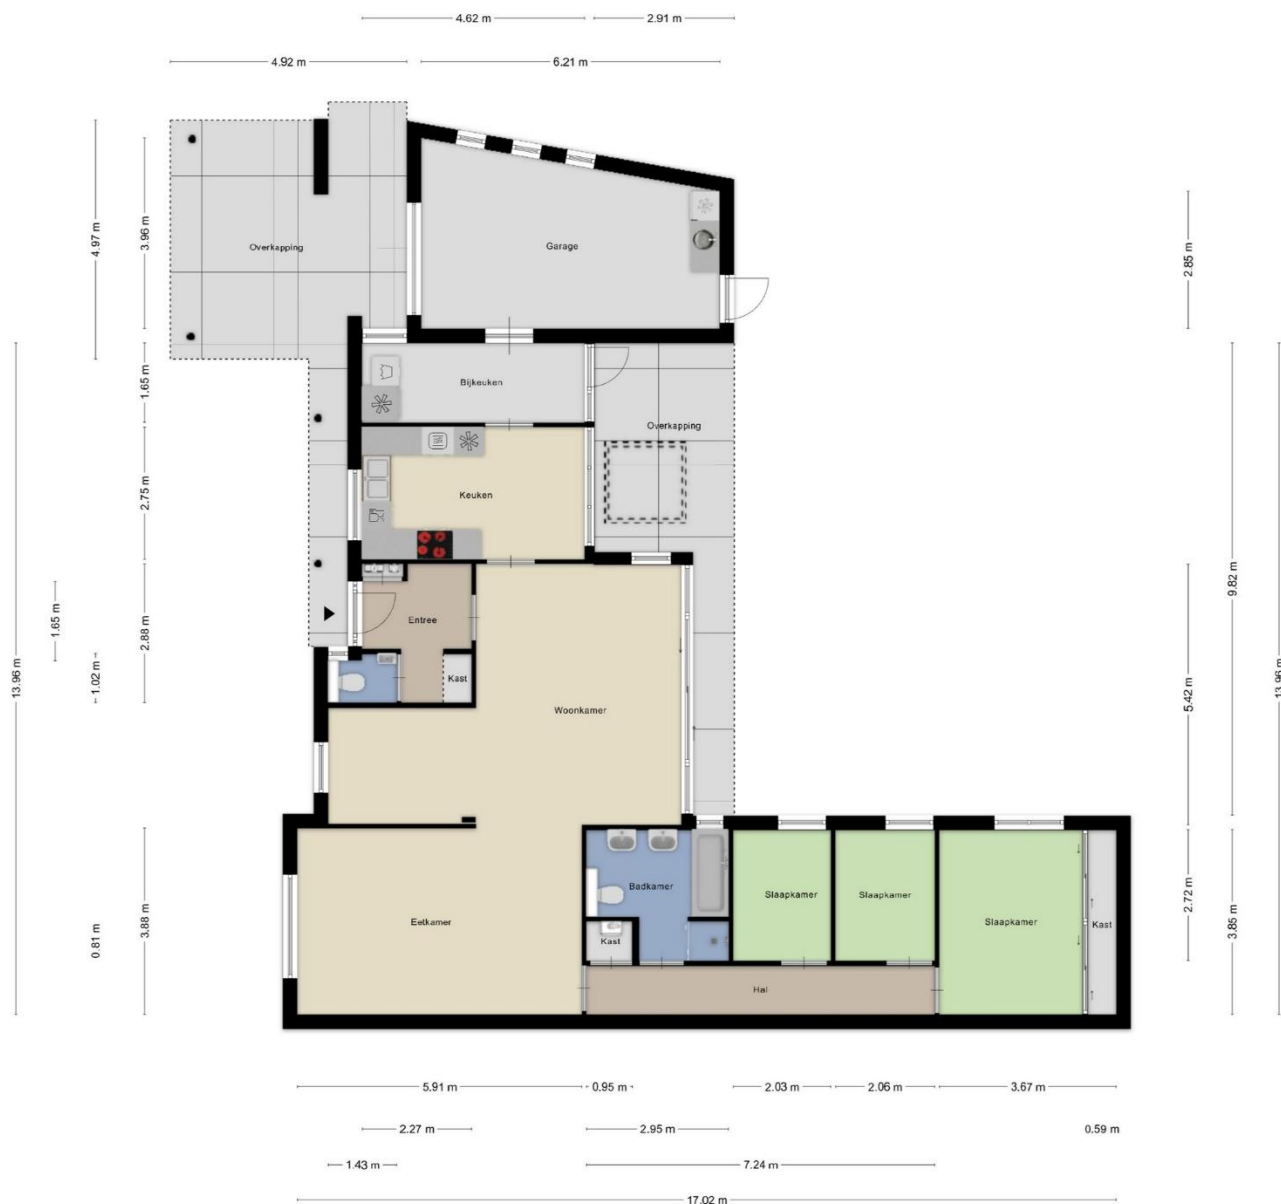 4.62 m
2.91 m
4.92 m
6.21 m
4.97 m
3.96 m
2.85 m
Overkapping
Garage
1.65 m
Bijkeuken
Overkapping
2.75 m
Keuken
9.82 m
1.65 m
2.88 m
Entree
13.96 m
1.02 m
Kast
13.96 m
5.42 m
Woonkamer
Badkamer
Slaapkamer
Slaapkamer
2.72 m
0.81 m
3.88 m
Eetkamer
Slaapkamer
Kast
3.85 m
Kast
Hal
5.91 m
0.95 m
2.03 m
2.06 m
3.67 m
2.27 m
2.95 m
0.59 m
1.43 m
7.24 m
17.02 m